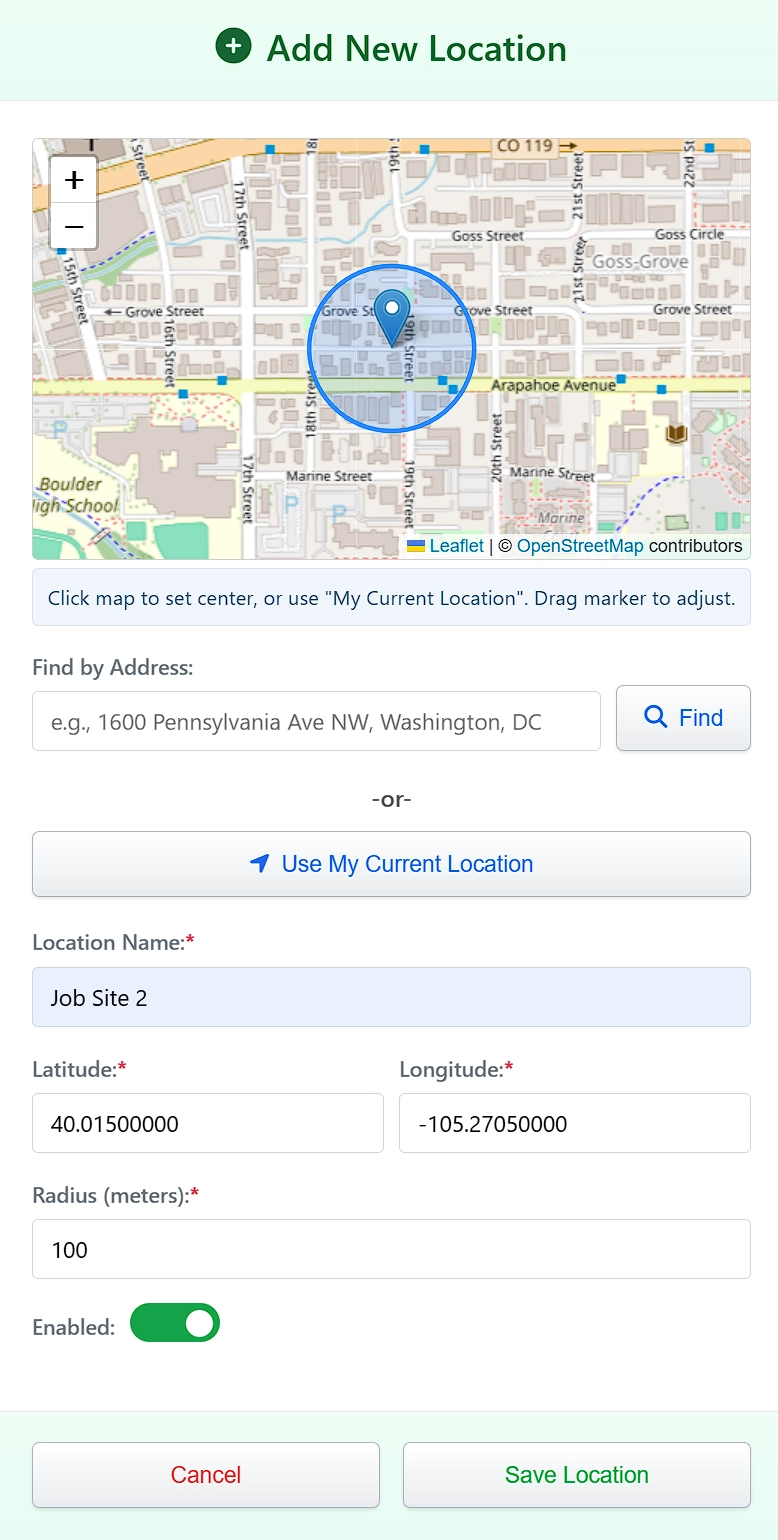 Add New Location
+
−
CO 119
19th S
22nd St
17th Street
21st Street
Goss Street
Goss Circle
Goss-Grove
21st Street
15th Street
Grove Street
Grove St
Grove Street
Grove Street
16th Street
19th Street
Arapahoe Avenue
18th Street
20th Street
P
17th Street
Marine Street
19th Street
Marine Street
Boulder
High School
P
P
Marine
Leaflet | © OpenStreetMap contributors
Click map to set center, or use "My Current Location". Drag marker to adjust.
Find by Address:
e.g., 1600 Pennsylvania Ave NW, Washington, DC
Find
-or-
Use My Current Location
Location Name:*
Job Site 2
Latitude:*
Longitude:*
40.01500000
-105.27050000
Radius (meters):*
100
Enabled:
Cancel
Save Location